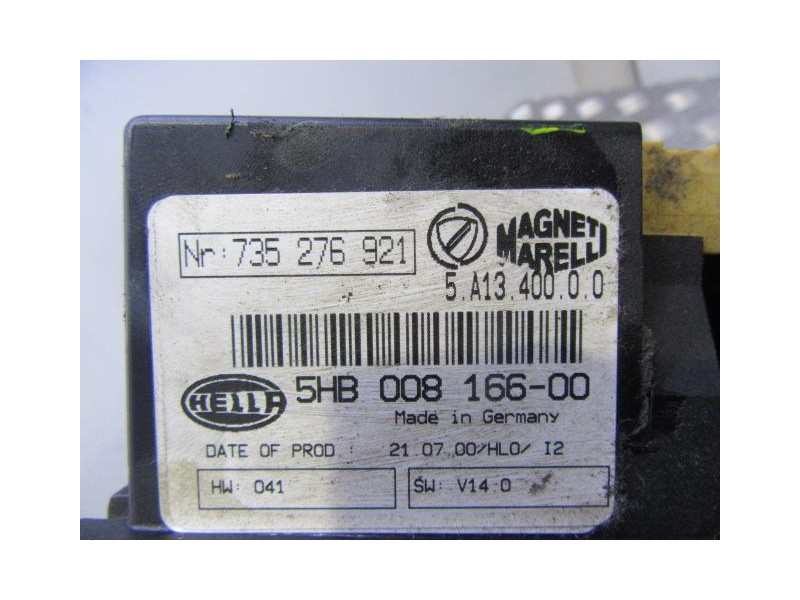 Nr: 735 276 921
MAGNETI
MARELLI
5.A13.400.0.0
HELLA
5HB 008 166-00
Made in Germany
DATE OF PROD.: 21.07.00/HLO/ I2
HW: 041
SW: V14.0